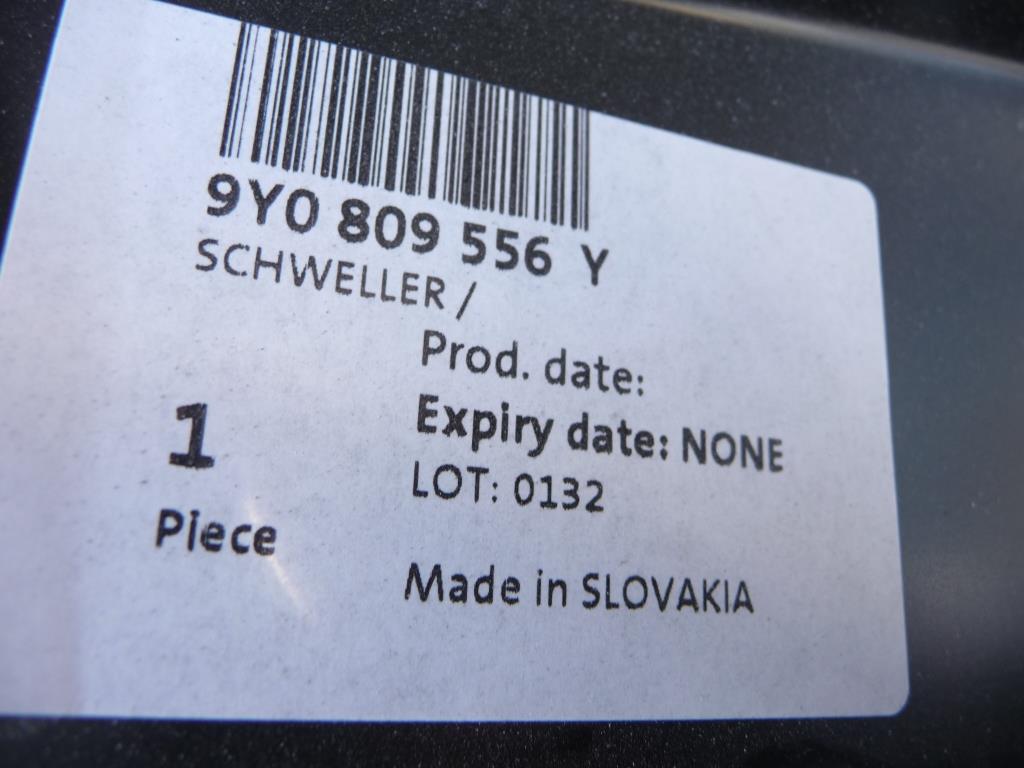 9Y0 809 556 Y
SCHWELLER /
Prod. date:
Expiry date: NONE
1
LOT: 0132
Piece
Made in SLOVAKIA